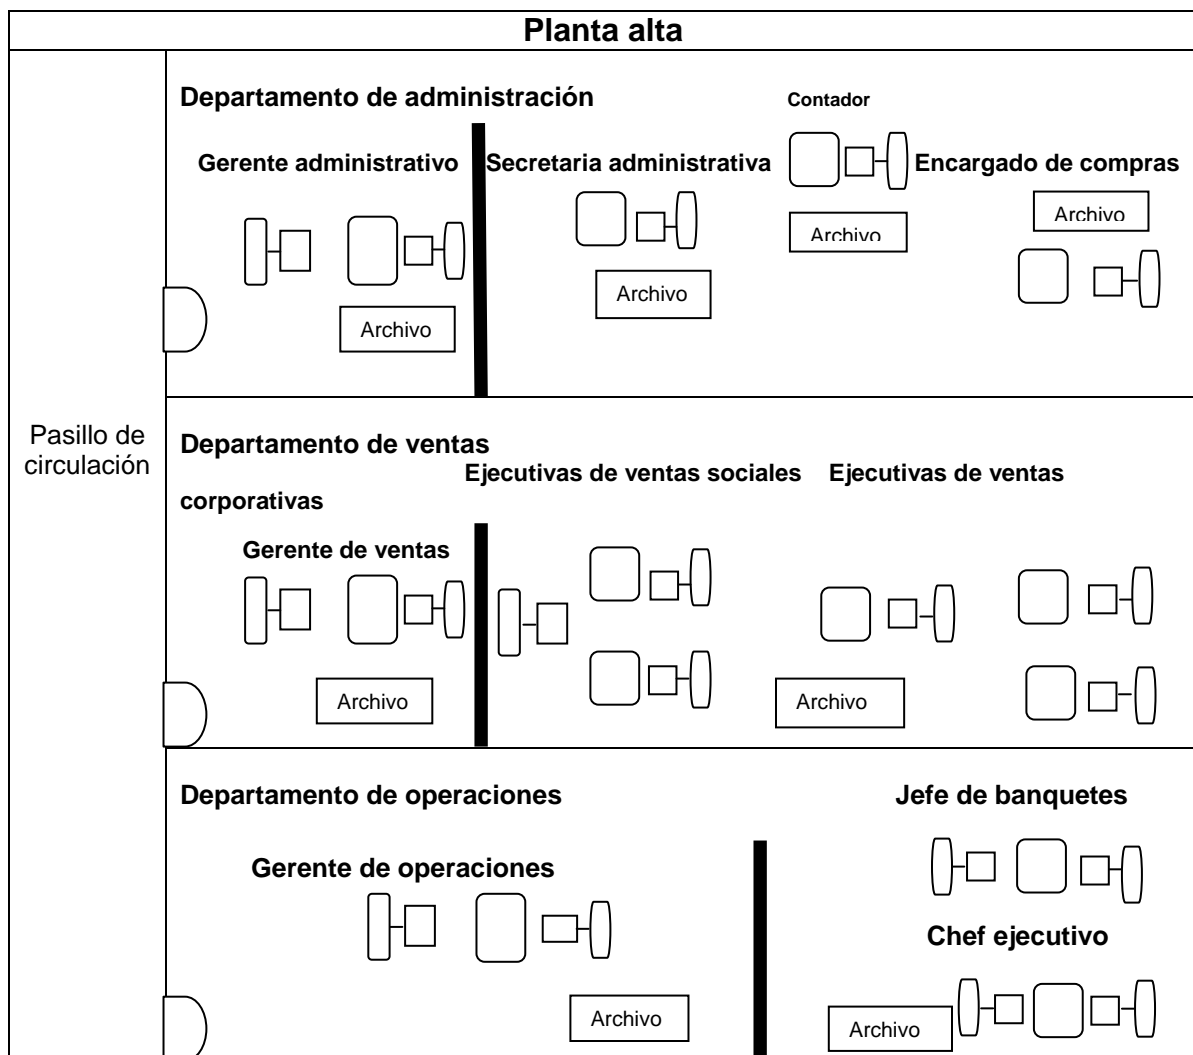 Planta alta
Pasillo de
circulación
Departamento de administración
Contador
Gerente administrativo
Secretaria administrativa
Encargado de compras
Archivo
Archivo
Archivo
Archivo
Departamento de ventas
Ejecutivas de ventas sociales
Ejecutivas de ventas
corporativas
Gerente de ventas
Archivo
Archivo
Departamento de operaciones
Jefe de banquetes
Gerente de operaciones
Chef ejecutivo
Archivo
Archivo